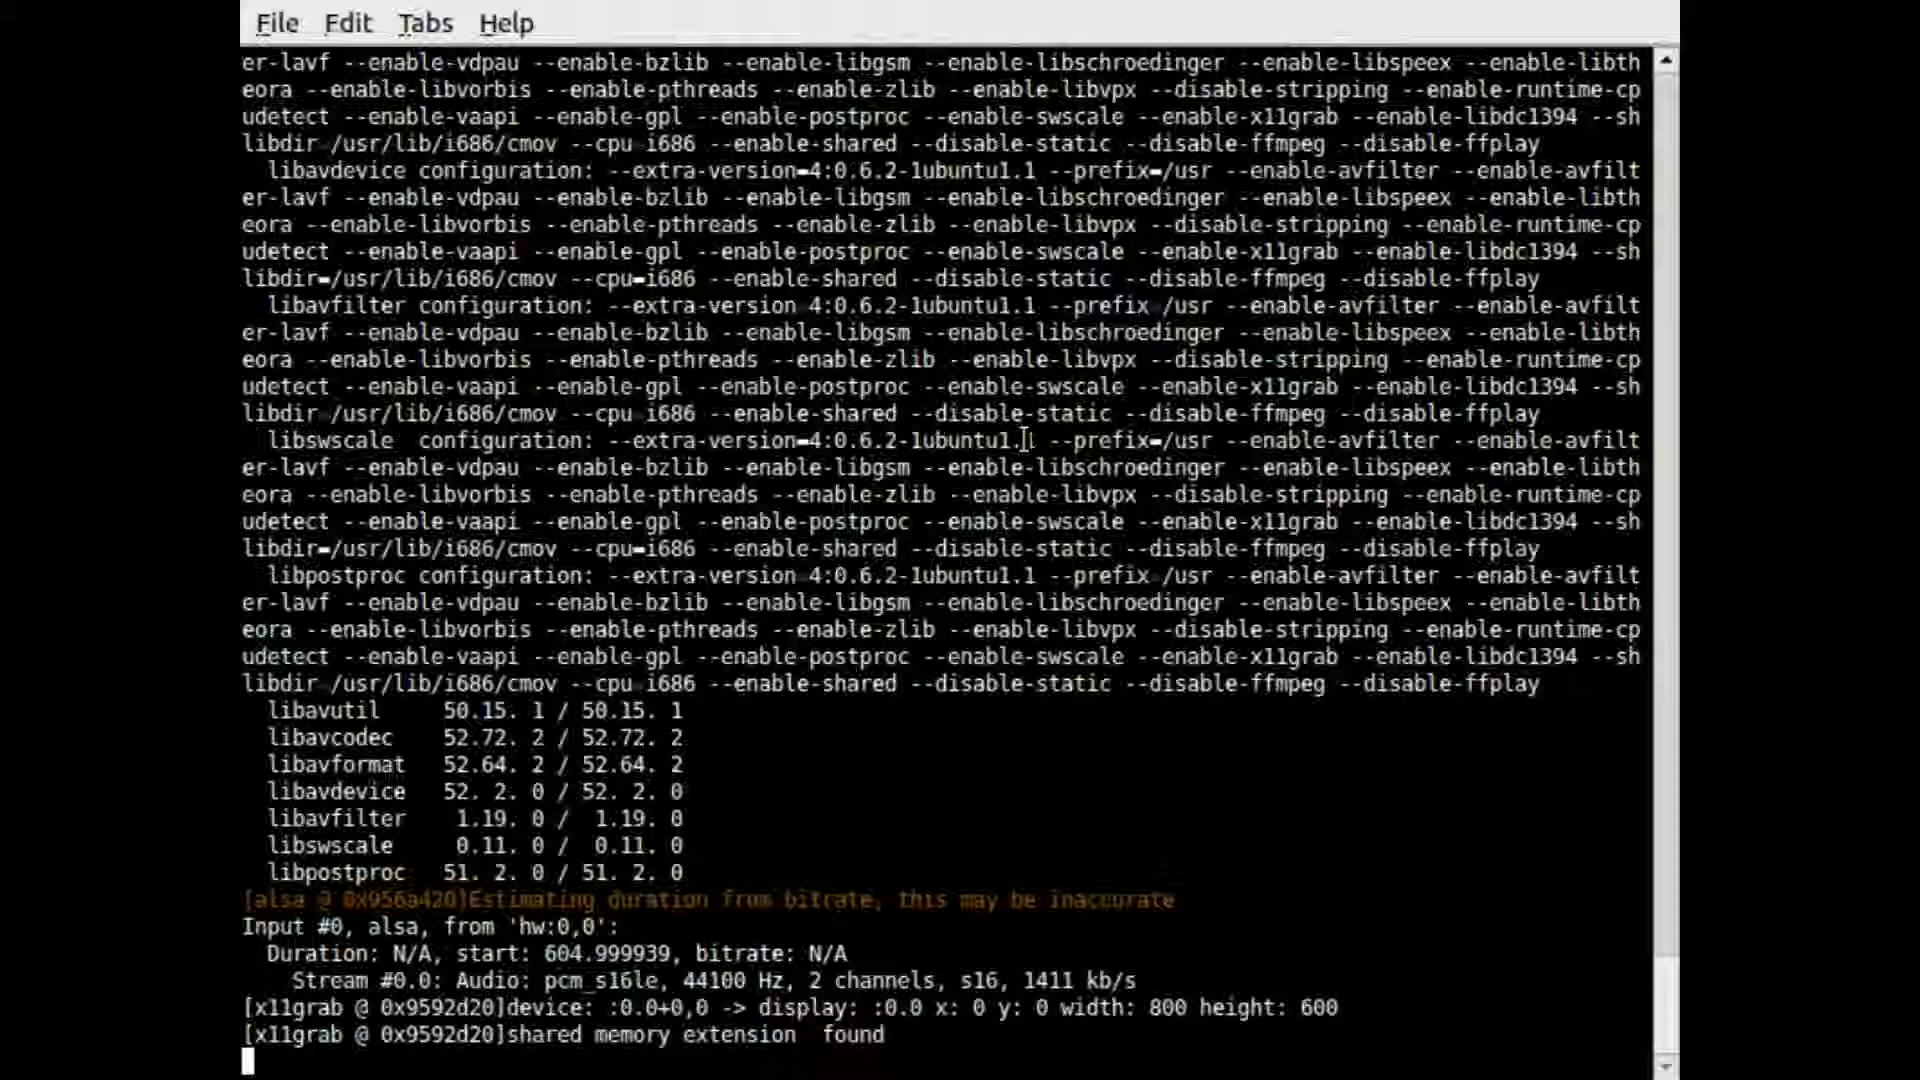 File Edit Tabs Help
er-lavf --enable-vdpau --enable-bzlib --enable-libgsm --enable-libschroedinger --enable-libspeex --enable-libth
eora --enable-libvorbis --enable-pthreads --enable-zlib --enable-libvpx --disable-stripping --enable-runtime-cp
udetect --enable-vaapi --enable-gpl --enable-postproc --enable-swscale --enable-x11grab --enable-libdc1394 --sh
libdir /usr/lib/i686/cmov --cpu i686 --enable-shared --disable-static --disable-ffmpeg --disable-ffplay
libavdevice configuration: --extra-version=4:0.6.2-1ubuntu1.1 --prefix=/usr --enable-avfilter --enable-avfilt
er-lavf --enable-vdpau --enable-bzlib --enable-libgsm --enable-libschroedinger --enable-libspeex --enable-libth
eora --enable-libvorbis --enable-pthreads --enable-zlib --enable-libvpx --disable-stripping --enable-runtime-cp
udetect --enable-vaapi --enable-gpl --enable-postproc --enable-swscale --enable-x11grab --enable-libdc1394 --sh
libdir=/usr/lib/i686/cmov --cpu=i686 --enable-shared --disable-static --disable-ffmpeg --disable-ffplay
libavfilter configuration: --extra-version 4:0.6.2-1ubuntu1.1 --prefix /usr --enable-avfilter --enable-avfilt
er-lavf --enable-vdpau --enable-bzlib --enable-libgsm --enable-libschroedinger --enable-libspeex --enable-libth
eora --enable-libvorbis --enable-pthreads --enable-zlib --enable-libvpx --disable-stripping --enable-runtime-cp
udetect --enable-vaapi --enable-gpl --enable-postproc --enable-swscale --enable-x11grab --enable-libdc1394 --sh
libdir /usr/lib/i686/cmov --cpu i686 --enable-shared --disable-static --disable-ffmpeg --disable-ffplay
libswscale configuration: --extra-version=4:0.6.2-1ubuntu1.1 --prefix=/usr --enable-avfilter --enable-avfilt
er-lavf --enable-vdpau --enable-bzlib --enable-libgsm --enable-libschroedinger --enable-libspeex --enable-libth
eora --enable-libvorbis --enable-pthreads --enable-zlib --enable-libvpx --disable-stripping --enable-runtime-cp
udetect --enable-vaapi --enable-gpl --enable-postproc --enable-swscale --enable-x11grab --enable-libdc1394 --sh
libdir=/usr/lib/i686/cmov --cpu=i686 --enable-shared --disable-static --disable-ffmpeg --disable-ffplay
libpostproc configuration: --extra-version 4:0.6.2-1ubuntu1.1 --prefix /usr --enable-avfilter --enable-avfilt
er-lavf --enable-vdpau --enable-bzlib --enable-libgsm --enable-libschroedinger --enable-libspeex --enable-libth
eora --enable-libvorbis --enable-pthreads --enable-zlib --enable-libvpx --disable-stripping --enable-runtime-cp
udetect --enable-vaapi --enable-gpl --enable-postproc --enable-swscale --enable-x11grab --enable-libdc1394 --sh
libdir /usr/lib/i686/cmov --cpu i686 --enable-shared --disable-static --disable-ffmpeg --disable-ffplay
libavutil 50.15. 1 / 50.15. 1
libavcodec 52.72. 2 / 52.72. 2
libavformat 52.64. 2 / 52.64. 2
libavdevice 52. 2. 0 / 52. 2. 0
libavfilter 1.19. 0 / 1.19. 0
libswscale 0.11. 0 / 0.11. 0
libpostproc 51. 2. 0 / 51. 2. 0
[alsa @ 0x956a420]Estimating duration from bitrate, this may be inaccurate
Input #0, alsa, from 'hw:0,0':
Duration: N/A, start: 604.999939, bitrate: N/A
Stream #0.0: Audio: pcm_s16le, 44100 Hz, 2 channels, s16, 1411 kb/s
[x11grab @ 0x9592d20]device: :0.0+0,0 -> display: :0.0 x: 0 y: 0 width: 800 height: 600
[x11grab @ 0x9592d20]shared memory extension found